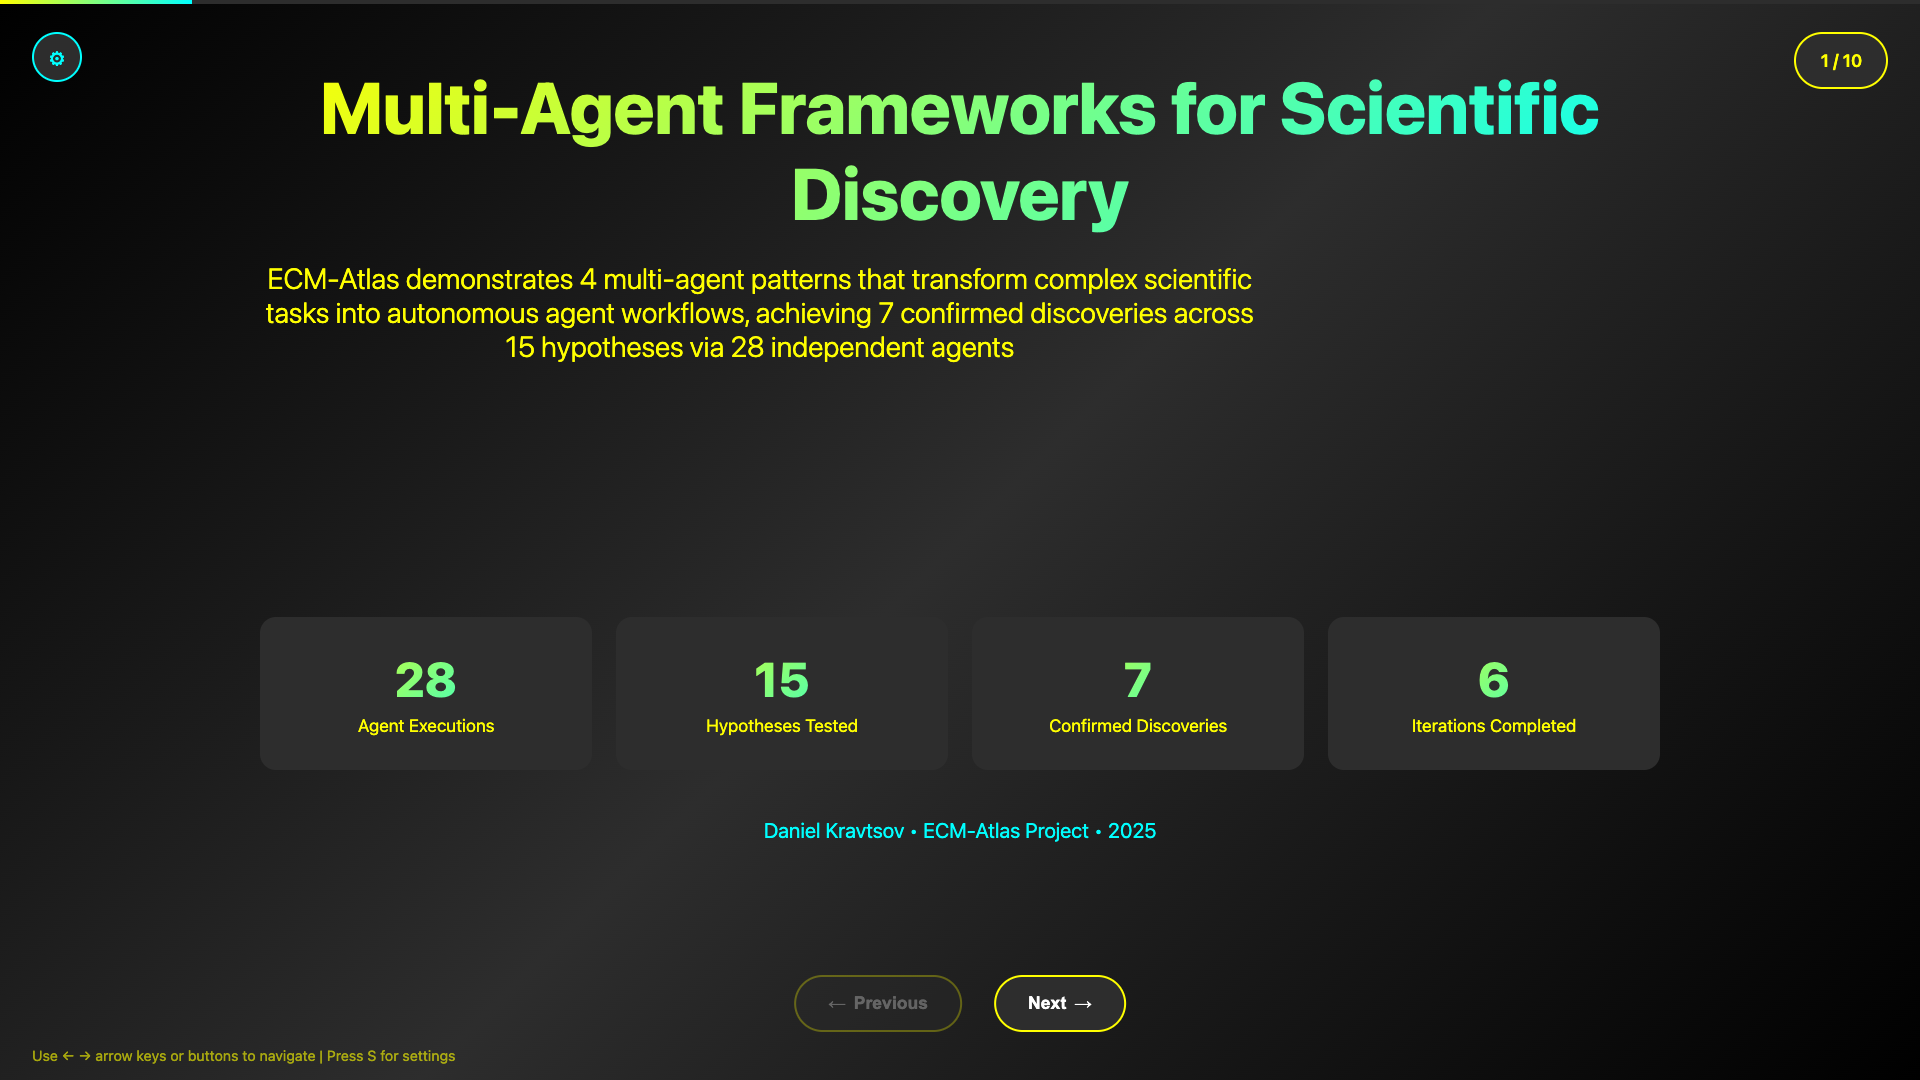 1 / 10
Multi-Agent Frameworks for Scientific
Discovery
ECM-Atlas demonstrates 4 multi-agent patterns that transform complex scientific
tasks into autonomous agent workflows, achieving 7 confirmed discoveries across
15 hypotheses via 28 independent agents
28
Agent Executions
15
Hypotheses Tested
7
Confirmed Discoveries
6
Iterations Completed
Daniel Kravtsov • ECM-Atlas Project • 2025
← Previous
Next →
Use ← → arrow keys or buttons to navigate | Press S for settings